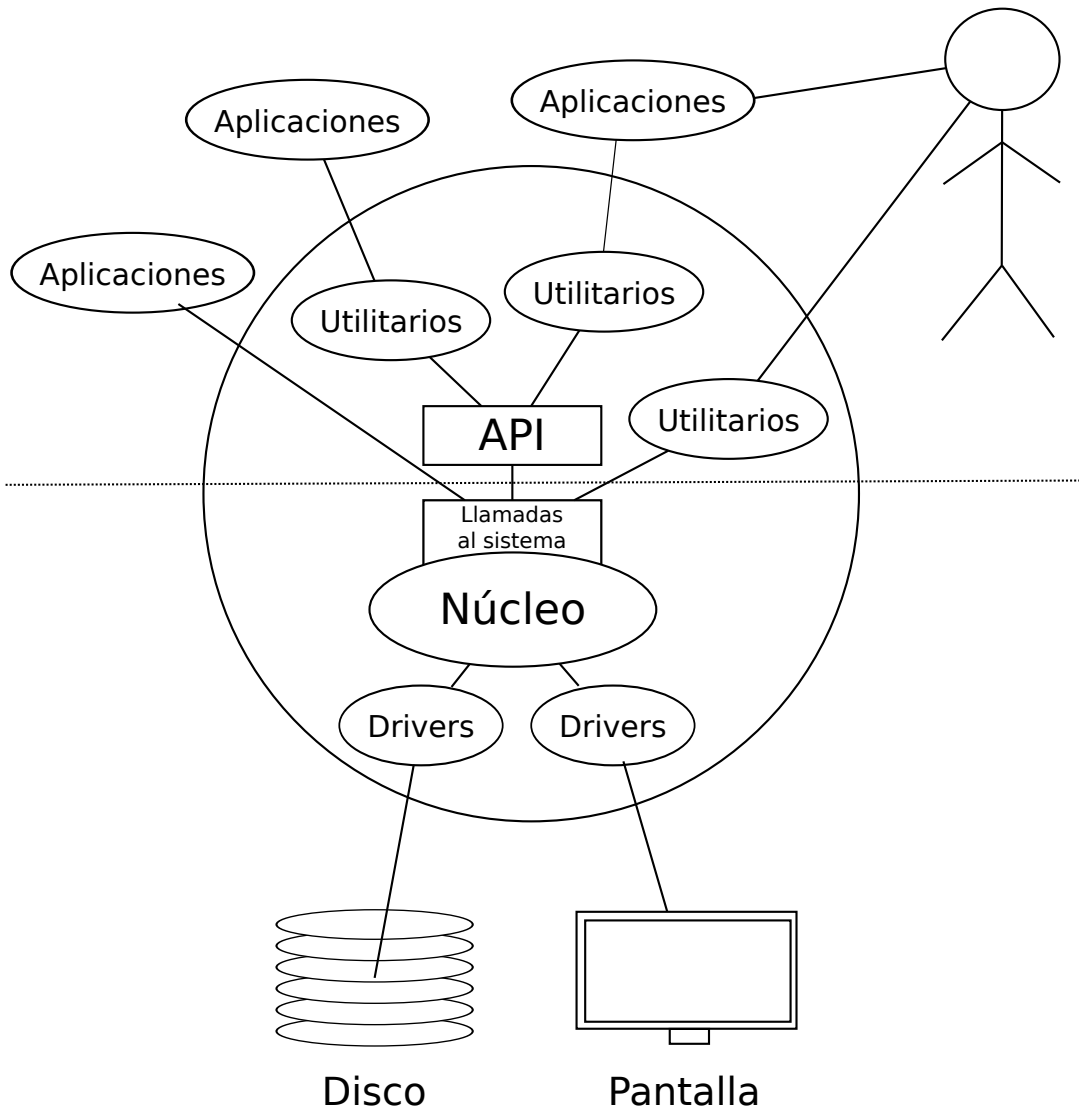 Aplicaciones
Aplicaciones
Aplicaciones
Utilitarios
Utilitarios
Utilitarios
API
Llamadas
al sistema
Núcleo
Drivers
Drivers
Disco
Pantalla